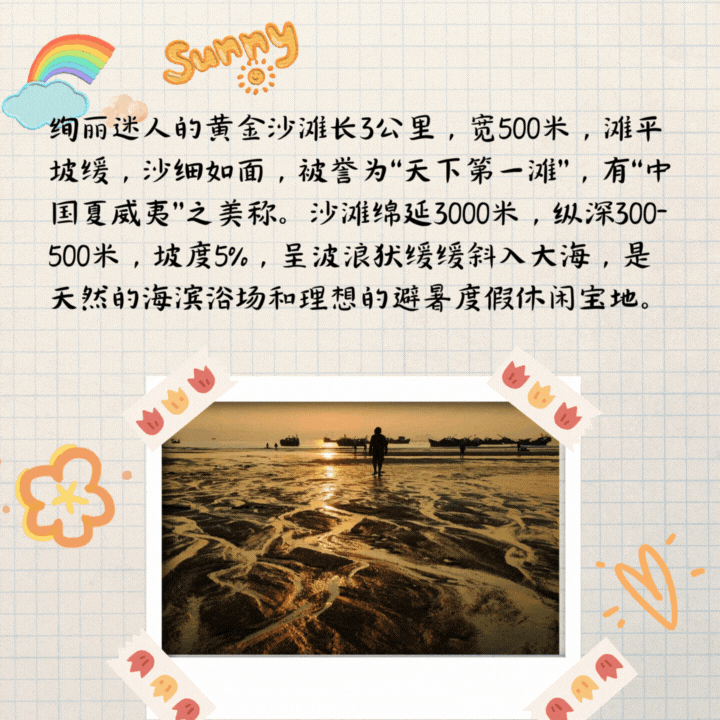 Sunny
绚丽迷人的黄金沙滩长3公里，宽500米，滩平
坡缓，沙细如面，被誉为“天下第一滩”，有“中
国夏威夷”之美称。沙滩绵延3000米，纵深300-
500米，坡度5%，呈波浪状缓缓斜入大海，是
天然的海滨浴场和理想的避暑度假休闲宝地。